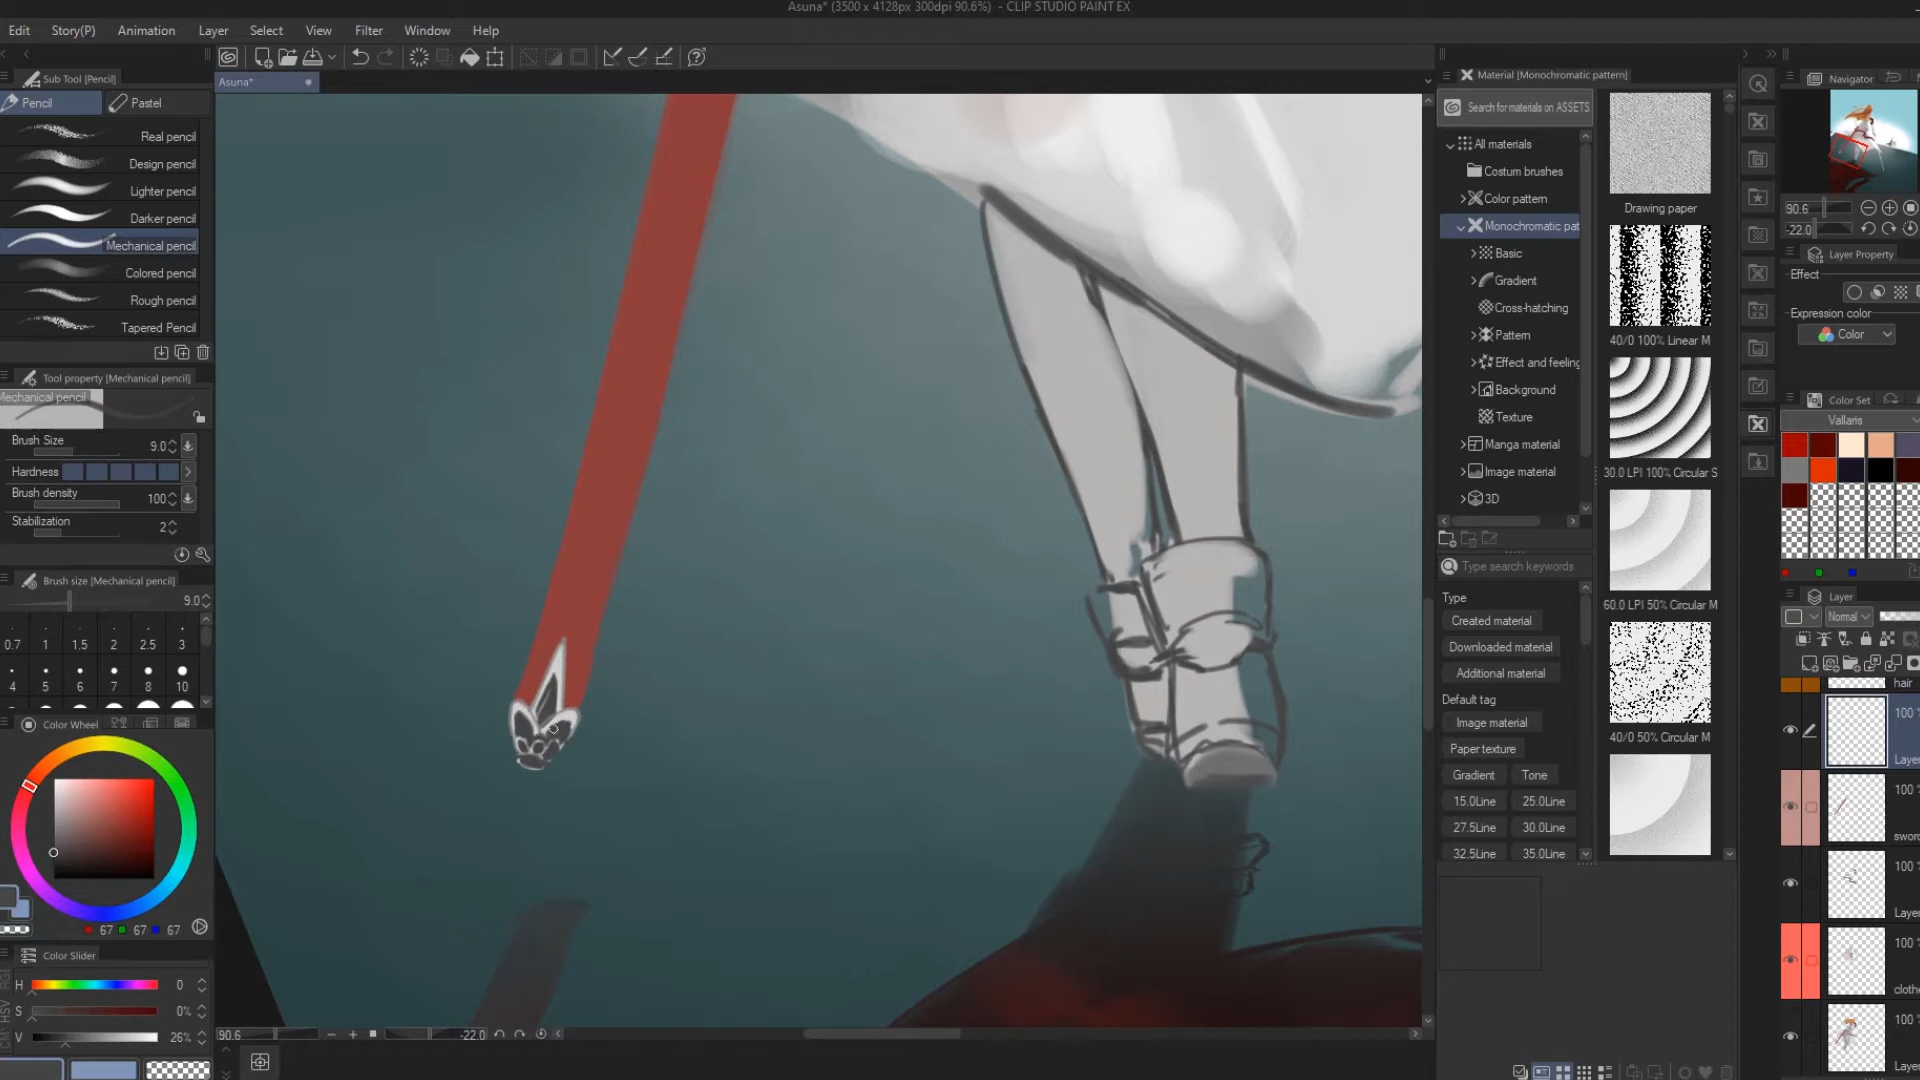 Asuna* (3500 x 4128px 300dpi 90.6%) - CLIP STUDIO PAINT EX
Edit Story(P) Animation Layer Select View Filter Window Help
Sub Tool [Pencil]
Pencil Pastel
Real pencil
Design pencil
Lighter pencil
Darker pencil
Mechanical pencil
Colored pencil
Rough pencil
Tapered Pencil
Tool property [Mechanical pencil]
Mechanical pencil
Brush Size 9.0
Hardness
Brush density 100
Stabilization 2
Brush size [Mechanical pencil]
9.0
0.7 1 1.5 2 2.5 3
4 5 6 7 8 10
Color Wheel
67 67 67
Color Slider
H 0
S 0%
V 26%
Asuna*
90.6 -22.0
Material [Monochromatic pattern]
Search for materials on ASSETS
All materials
Costum brushes
Color pattern
Monochromatic pat
Basic
Gradient
Cross-hatching
Pattern
Effect and feeling
Background
Texture
Manga material
Image material
3D
Type search keywords
Type
Created material
Downloaded material
Additional material
Default tag
Image material
Paper texture
Gradient Tone
15.0Line 25.0Line
27.5Line 30.0Line
32.5Line 35.0Line
Drawing paper
40/0 100% Linear M
30.0 LPI 100% Circular S
60.0 LPI 50% Circular M
40/0 50% Circular M
Navigator
90.6
-22.0
Layer Property
Effect
Expression color
Color
Color Set
Vallaris
Layer
Normal
hair
100 %
Layer
100 %
sword
100 %
Layer
100 %
clothe
100 %